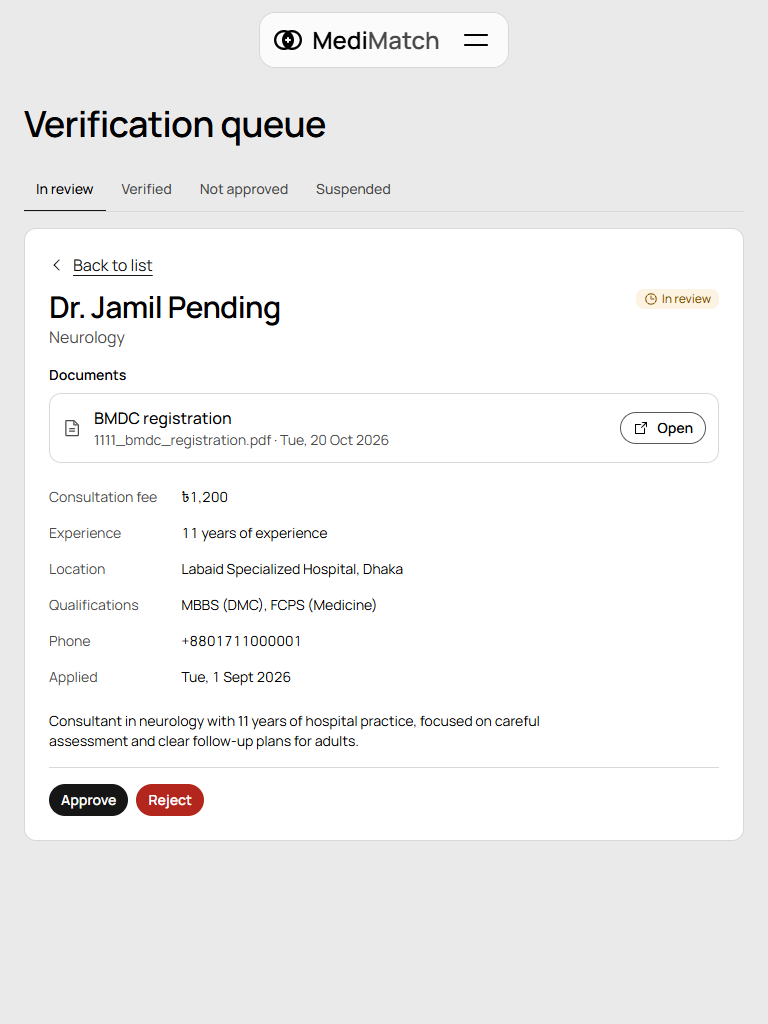 MediMatch
Verification queue
In review
Verified
Not approved
Suspended
Back to list
Dr. Jamil Pending
In review
Neurology
Documents
BMDC registration
1111_bmdc_registration.pdf · Tue, 20 Oct 2026
Open
Consultation fee ৳1,200
Experience 11 years of experience
Location Labaid Specialized Hospital, Dhaka
Qualifications MBBS (DMC), FCPS (Medicine)
Phone +8801711000001
Applied Tue, 1 Sept 2026
Consultant in neurology with 11 years of hospital practice, focused on careful
assessment and clear follow-up plans for adults.
Approve
Reject